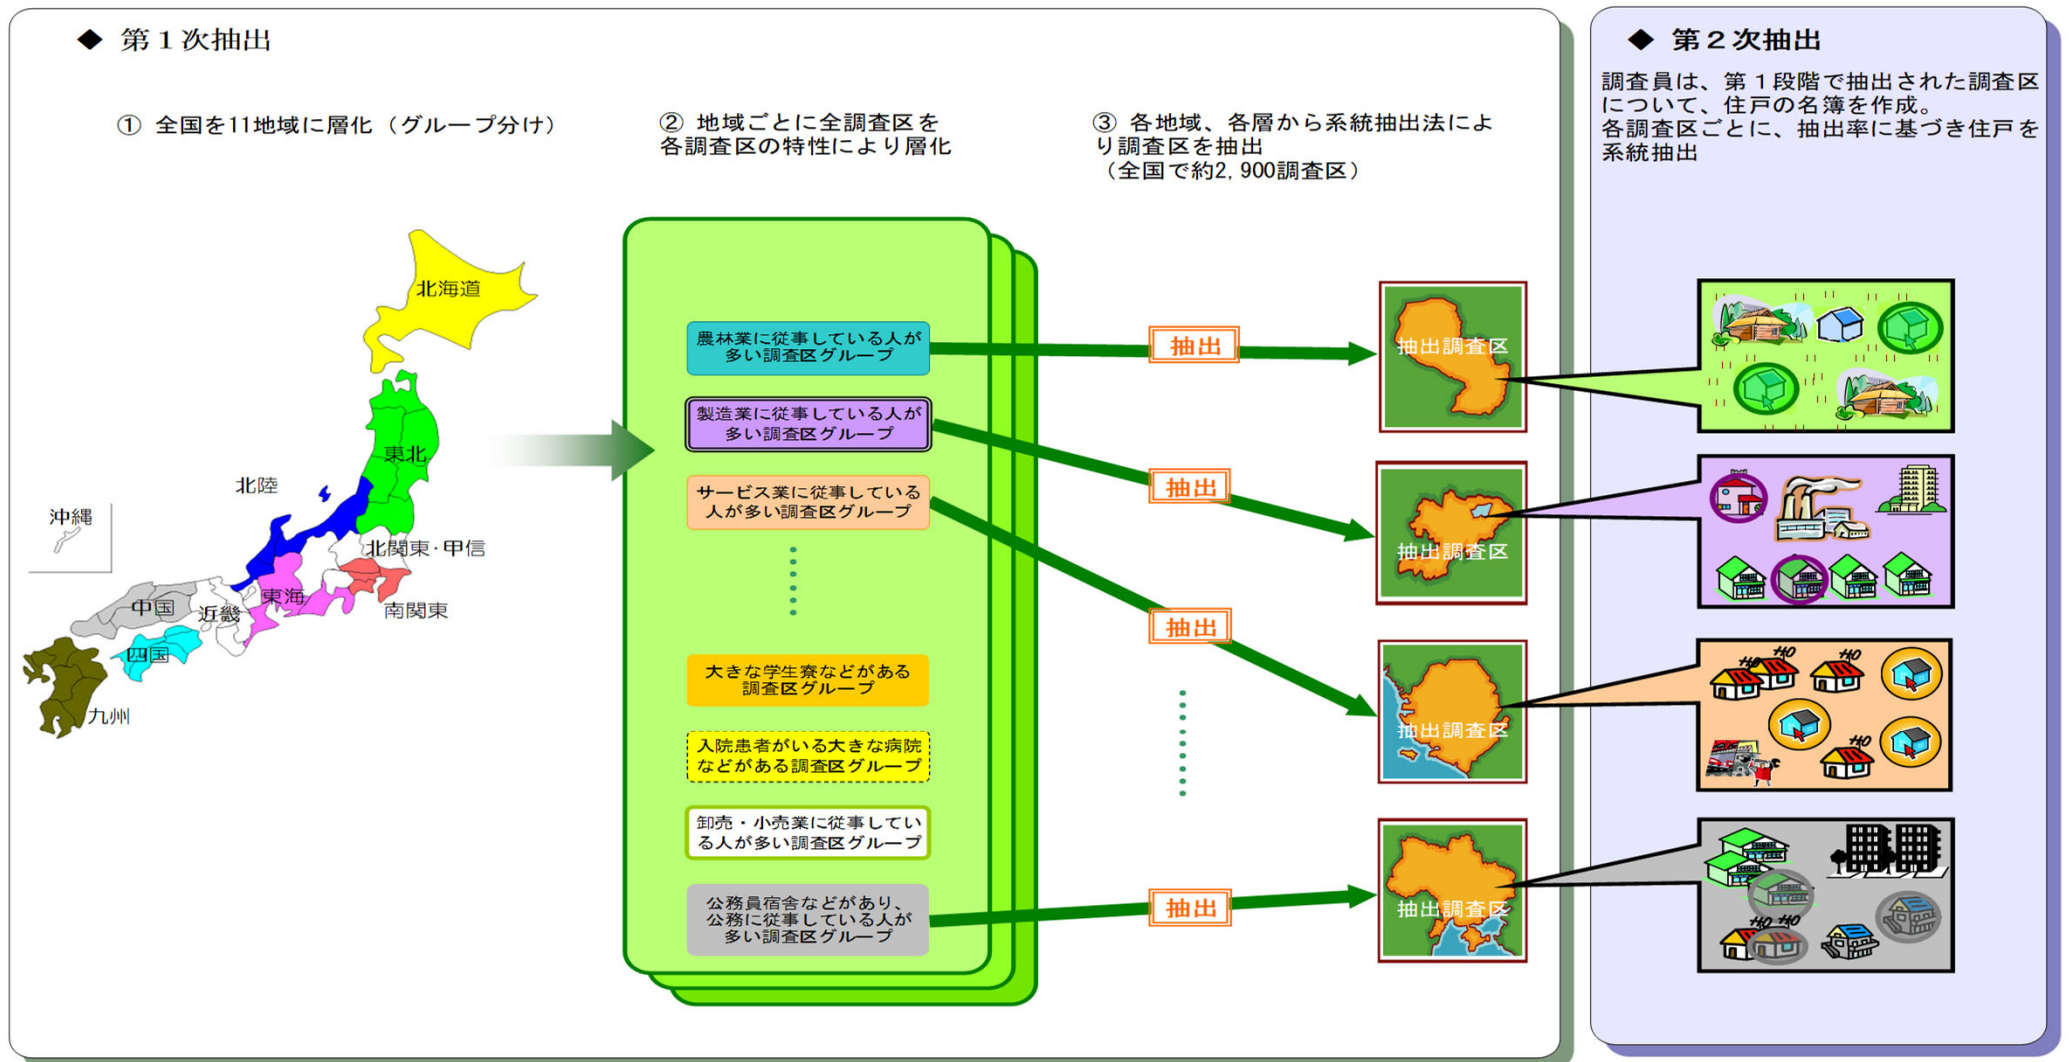 ◆ 第１次抽出
① 全国を11地域に層化（グループ分け）
② 地域ごとに全調査区を
各調査区の特性により層化
③ 各地域、各層から系統抽出法によ
り調査区を抽出
（全国で約2,900調査区）
北海道
東北
北陸
沖縄
北関東・甲信
東海
南関東
中国
近畿
四国
九州
農林業に従事している人が
多い調査区グループ
製造業に従事している人が
多い調査区グループ
サービス業に従事している
人が多い調査区グループ
大きな学生寮などがある
調査区グループ
入院患者がいる大きな病院
などがある調査区グループ
卸売・小売業に従事してい
る人が多い調査区グループ
公務員宿舎などがあり、
公務に従事している人が
多い調査区グループ
抽出
抽出
抽出
抽出
抽出調査区
抽出調査区
抽出調査区
抽出調査区
◆ 第２次抽出
調査員は、第１段階で抽出された調査区
について、住戸の名簿を作成。
各調査区ごとに、抽出率に基づき住戸を
系統抽出